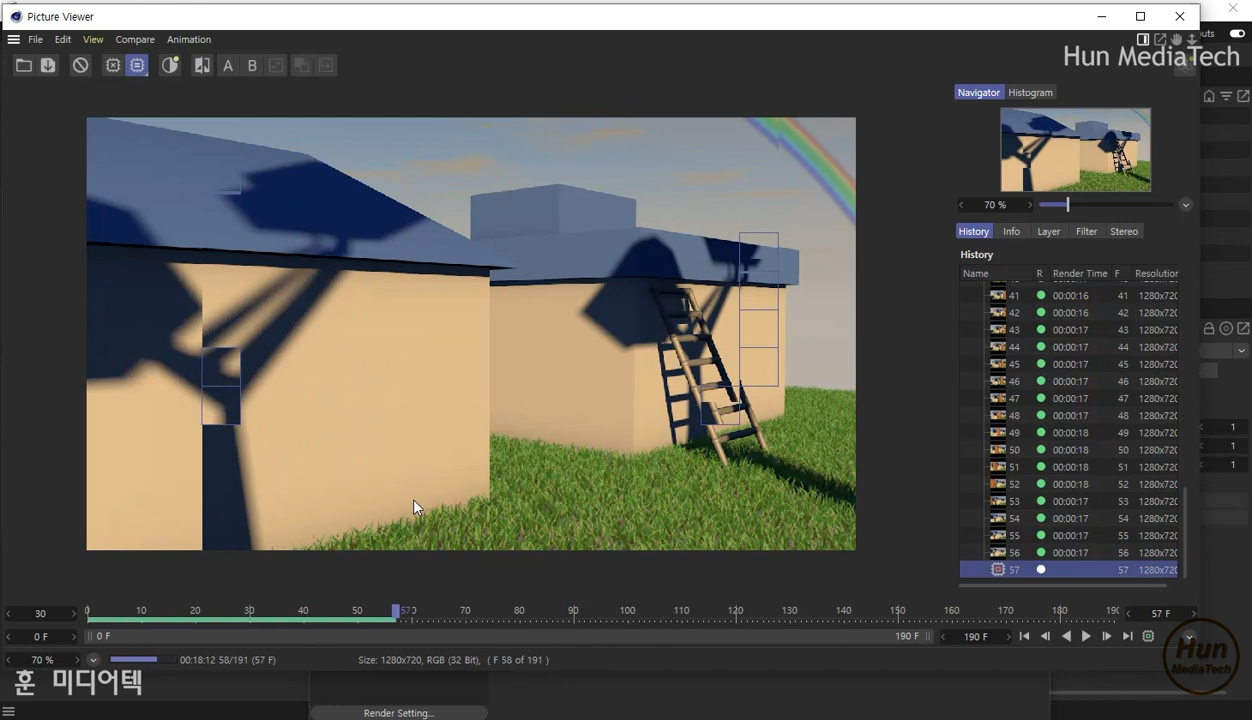 Picture Viewer
File Edit View Compare Animation
A B
Hun MediaTech
Navigator Histogram
70 %
History Info Layer Filter Stereo
History
Name R Render Time F Resolution
41 00:00:16 41 1280x720
42 00:00:16 42 1280x720
43 00:00:17 43 1280x720
44 00:00:17 44 1280x720
45 00:00:17 45 1280x720
46 00:00:17 46 1280x720
47 00:00:17 47 1280x720
48 00:00:17 48 1280x720
49 00:00:18 49 1280x720
50 00:00:18 50 1280x720
51 00:00:18 51 1280x720
52 00:00:18 52 1280x720
53 00:00:17 53 1280x720
54 00:00:17 54 1280x720
55 00:00:17 55 1280x720
56 00:00:17 56 1280x720
57 57 1280x720
1
1
1
30 0 10 20 30 40 50 57 70 80 90 100 110 120 130 140 150 160 170 180 57 F
0 F 0 F 190 F 190 F
70 % 00:18:12 58/191 (57 F) Size: 1280x720, RGB (32 Bit), ( F 58 of 191 )
Hun
MediaTech
훈 미디어텍
Render Setting...